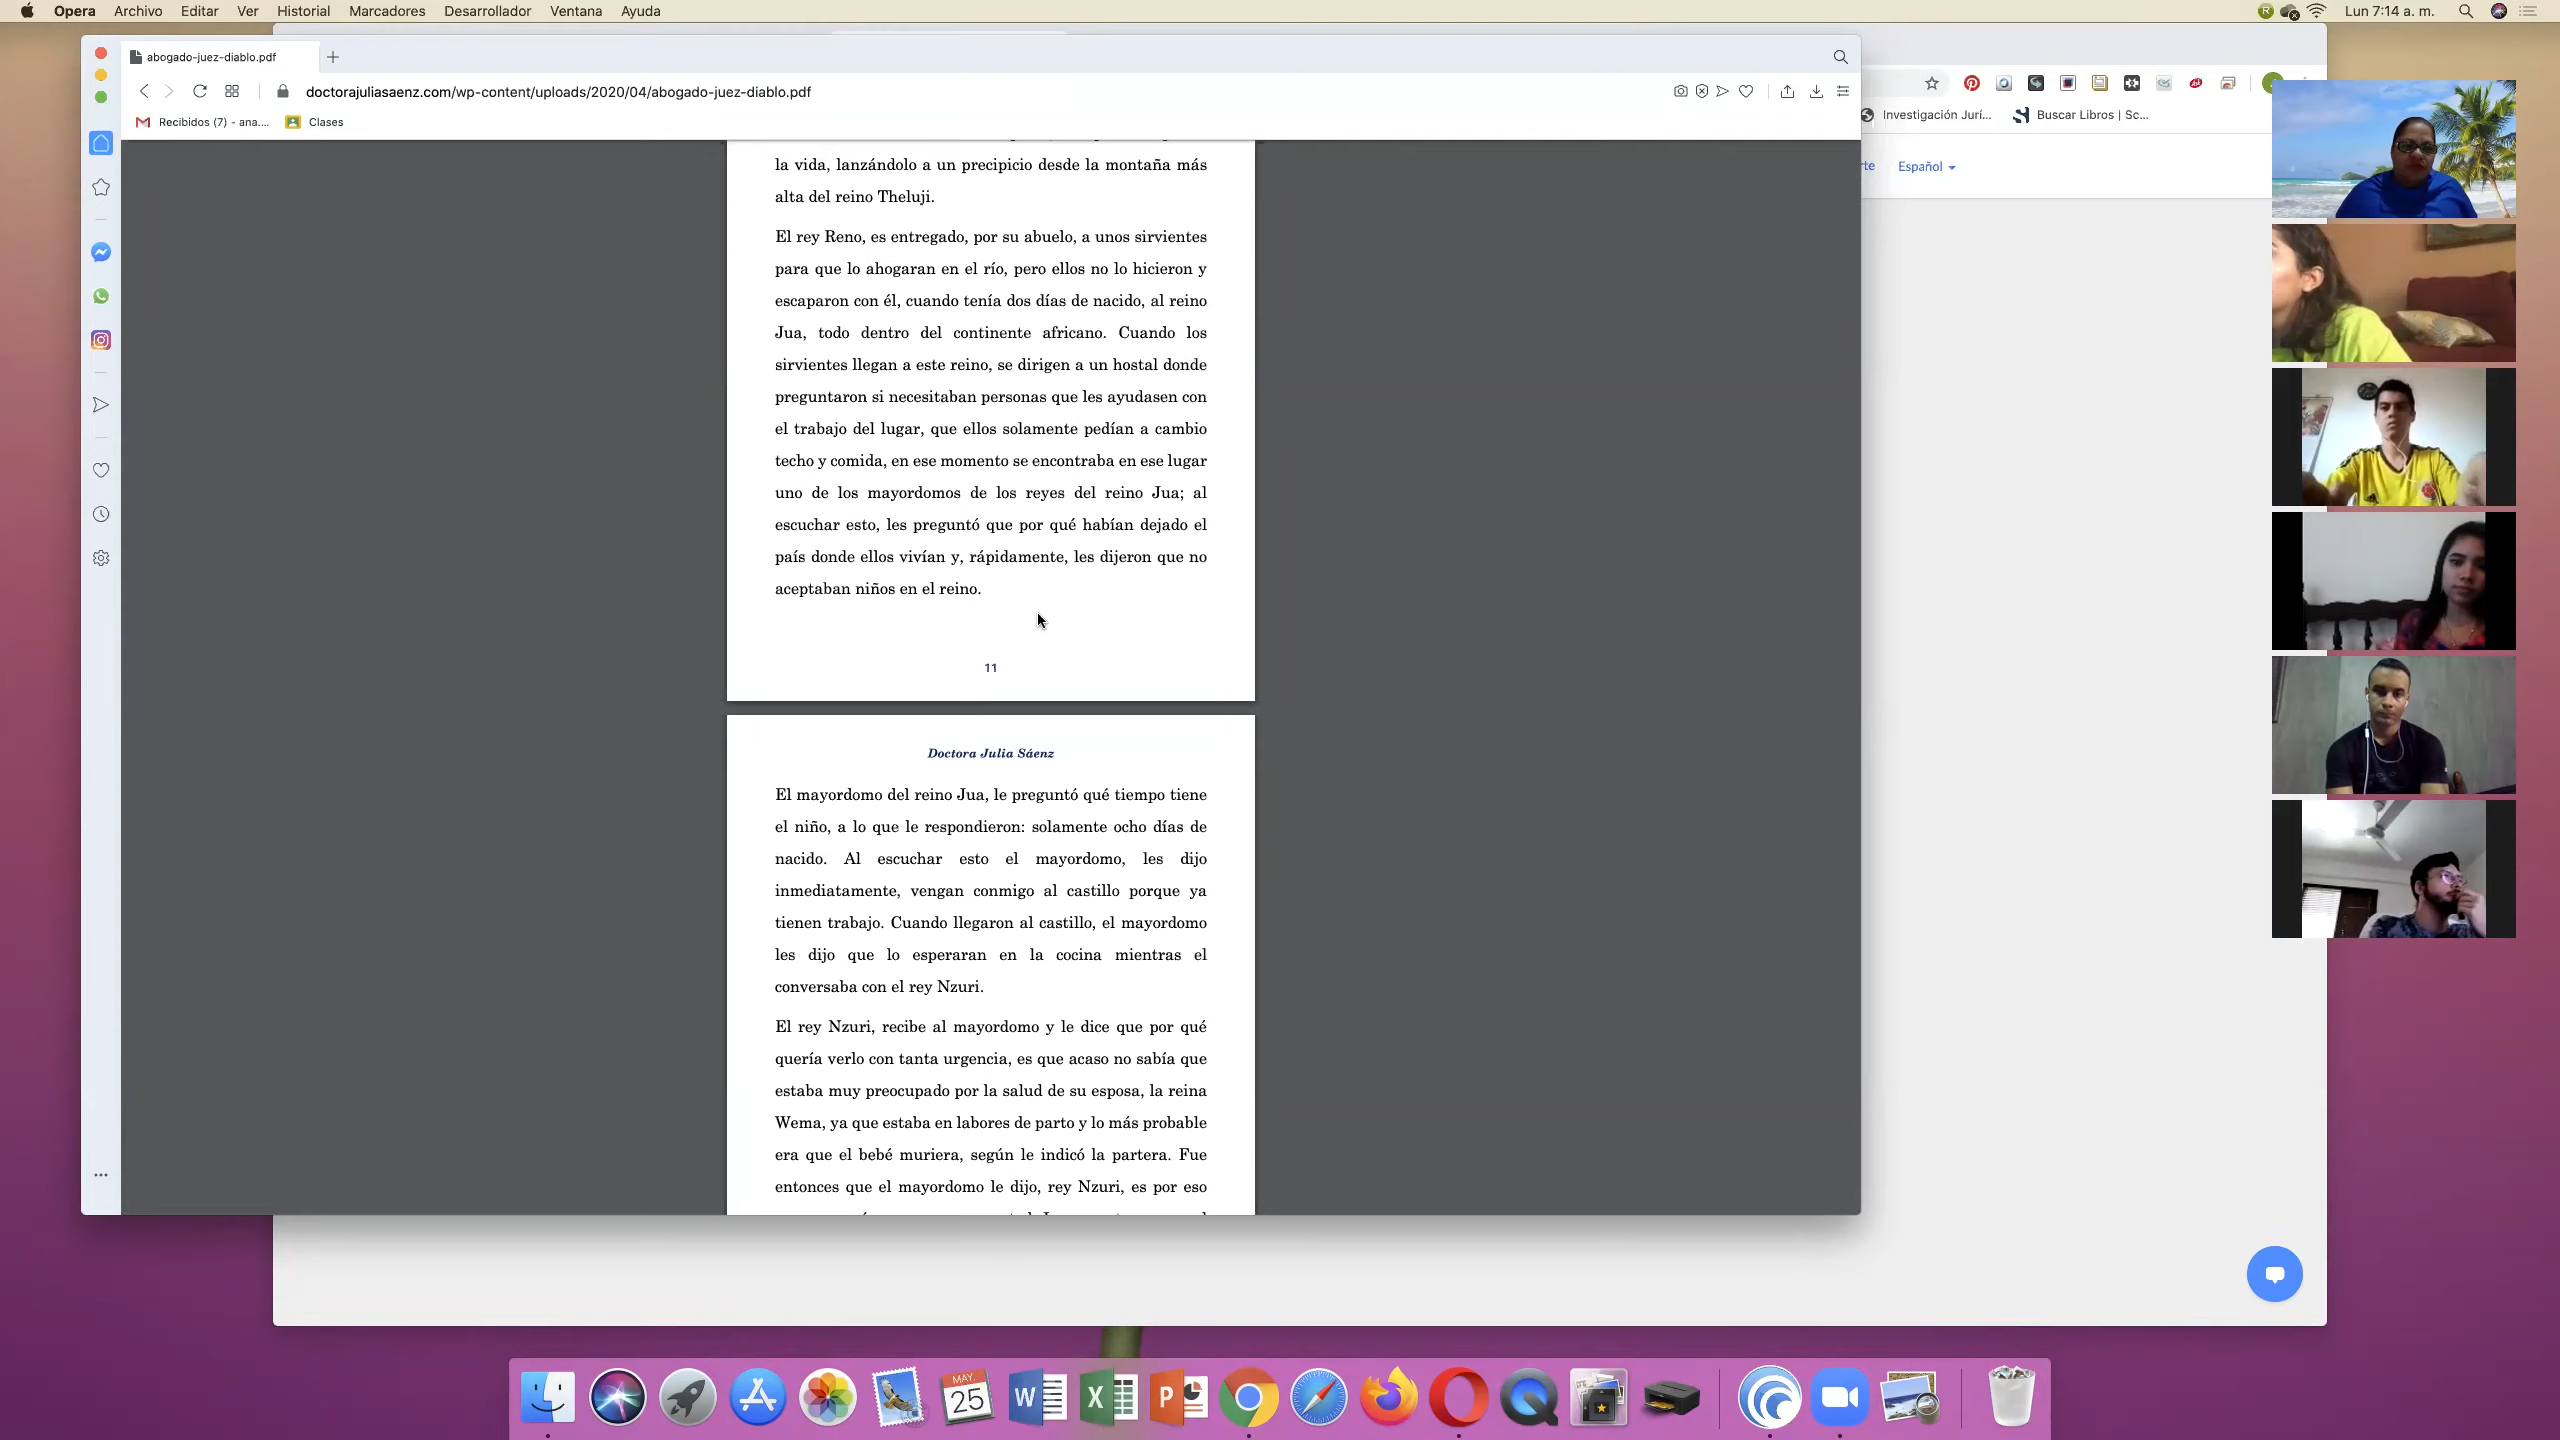 Opera Archivo Editar Ver Historial Marcadores Desarrollador Ventana Ayuda
Lun 7:14 a. m.
abogado-juez-diablo.pdf
doctorajuliasaenz.com/wp-content/uploads/2020/04/abogado-juez-diablo.pdf
Recibidos (7) - ana.... Clases
Investigación Jurí... Buscar Libros | Sc...
rte Español
la vida, lanzándolo a un precipicio desde la montaña más
alta del reino Theluji.
El rey Reno, es entregado, por su abuelo, a unos sirvientes
para que lo ahogaran en el río, pero ellos no lo hicieron y
escaparon con él, cuando tenía dos días de nacido, al reino
Jua, todo dentro del continente africano. Cuando los
sirvientes llegan a este reino, se dirigen a un hostal donde
preguntaron si necesitaban personas que les ayudasen con
el trabajo del lugar, que ellos solamente pedían a cambio
techo y comida, en ese momento se encontraba en ese lugar
uno de los mayordomos de los reyes del reino Jua; al
escuchar esto, les preguntó que por qué habían dejado el
país donde ellos vivían y, rápidamente, les dijeron que no
aceptaban niños en el reino.
11
Doctora Julia Sáenz
El mayordomo del reino Jua, le preguntó qué tiempo tiene
el niño, a lo que le respondieron: solamente ocho días de
nacido. Al escuchar esto el mayordomo, les dijo
inmediatamente, vengan conmigo al castillo porque ya
tienen trabajo. Cuando llegaron al castillo, el mayordomo
les dijo que lo esperaran en la cocina mientras el
conversaba con el rey Nzuri.
El rey Nzuri, recibe al mayordomo y le dice que por qué
quería verlo con tanta urgencia, es que acaso no sabía que
estaba muy preocupado por la salud de su esposa, la reina
Wema, ya que estaba en labores de parto y lo más probable
era que el bebé muriera, según le indicó la partera. Fue
entonces que el mayordomo le dijo, rey Nzuri, es por eso
MAY.
25
W
X
P